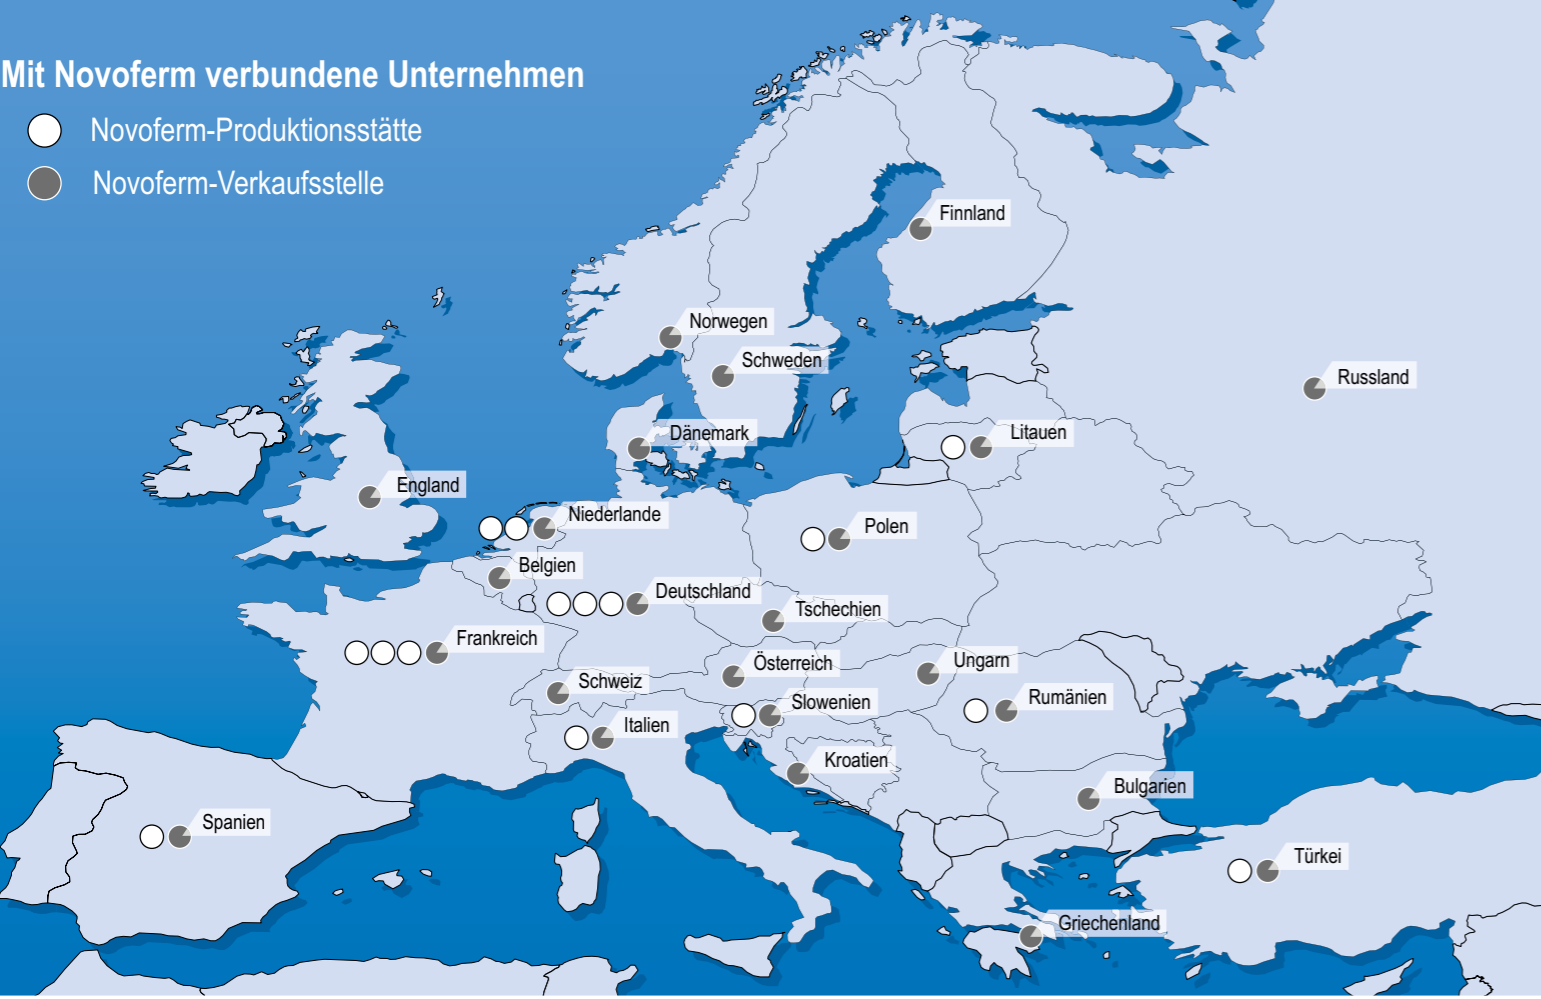 Mit Novoferm verbundene Unternehmen
Novoferm-Produktionsstätte
Novoferm-Verkaufsstelle
Finnland
Norwegen
Schweden
Russland
Dänemark
Litauen
England
Niederlande
Polen
Belgien
Deutschland
Tschechien
Frankreich
Österreich
Ungarn
Schweiz
Slowenien
Rumänien
Italien
Kroatien
Bulgarien
Spanien
Türkei
Griechenland